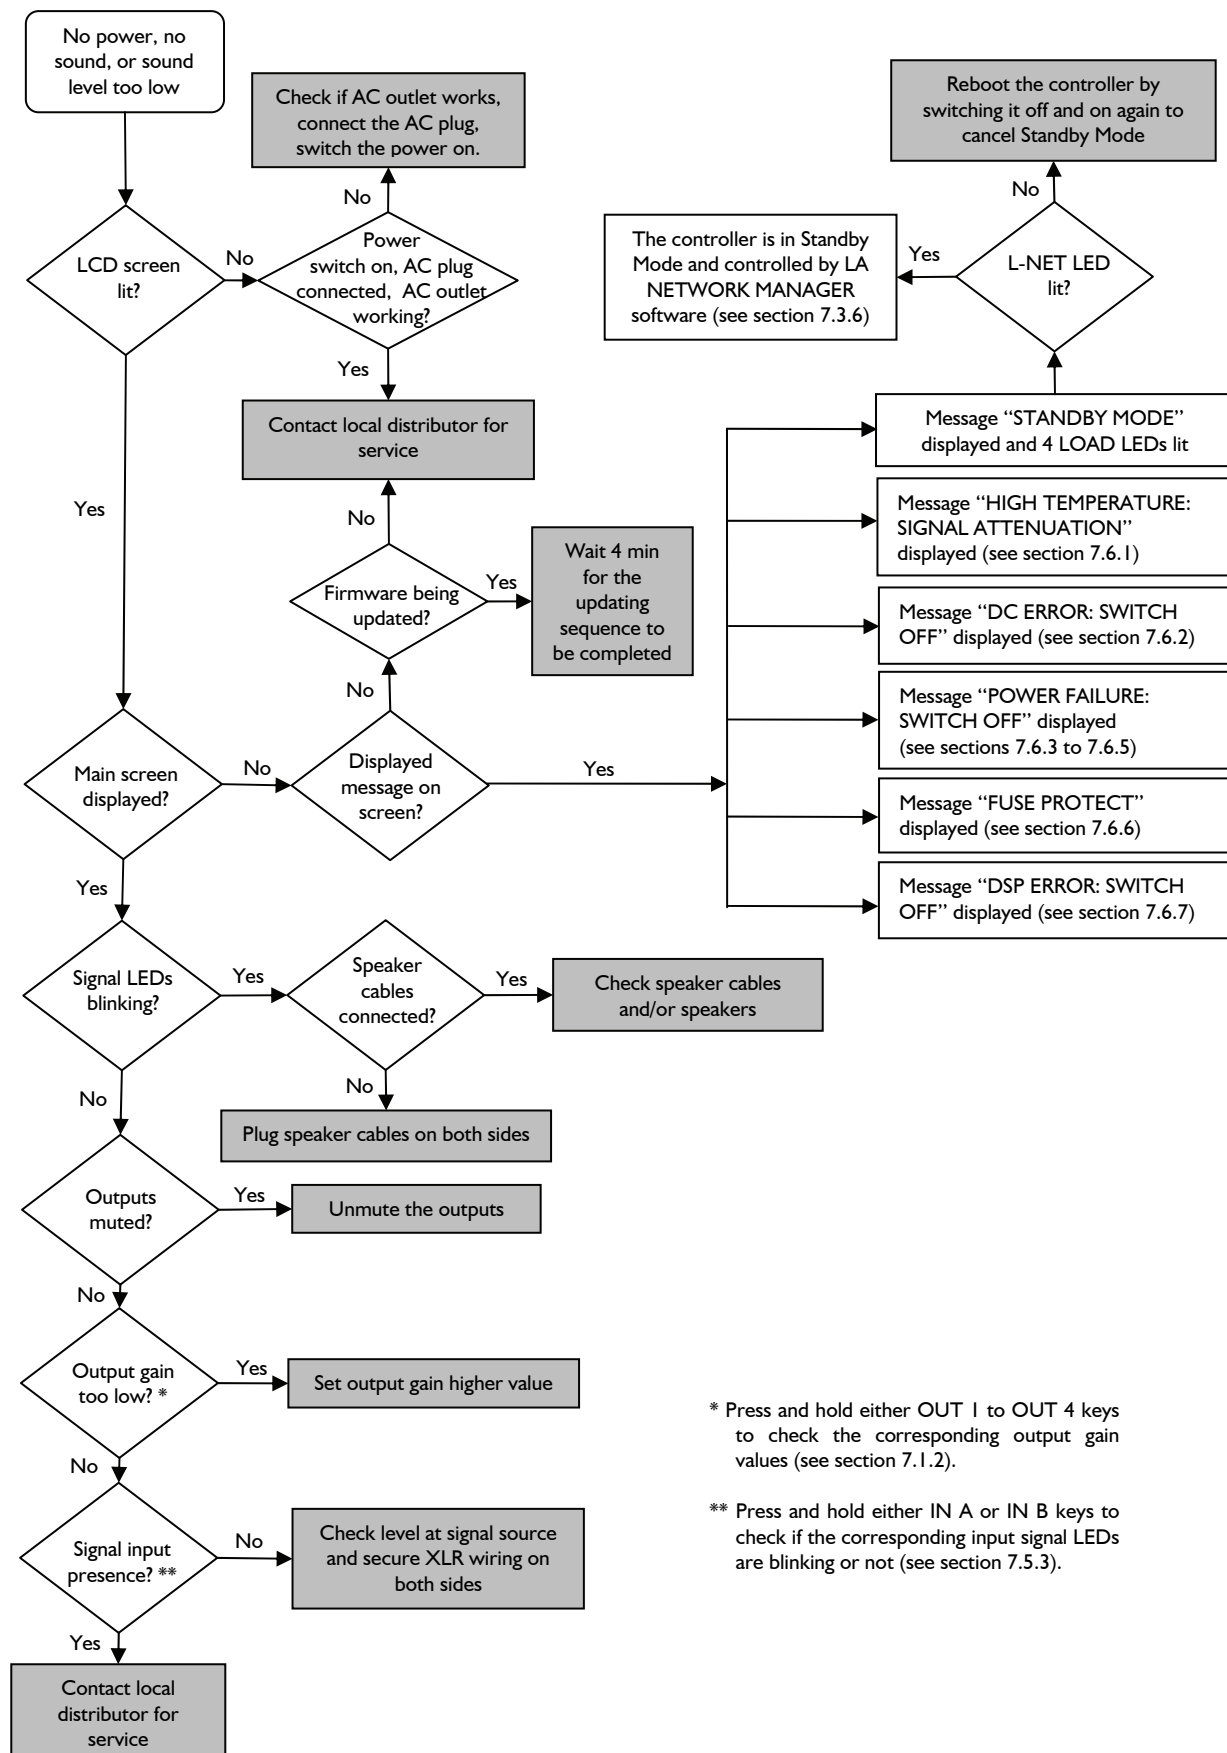 No power, no
sound, or sound
level too low
Check if AC outlet works,
connect the AC plug,
switch the power on.
Reboot the controller by
switching it off and on again to
cancel Standby Mode
No
No
LCD screen
lit?
No
Power
switch on, AC plug
connected, AC outlet
working?
The controller is in Standby
Mode and controlled by LA
NETWORK MANAGER
software (see section 7.3.6)
Yes
L-NET LED
lit?
Yes
Contact local distributor for
service
Message “STANDBY MODE”
displayed and 4 LOAD LEDs lit
Yes
No
Message “HIGH TEMPERATURE:
SIGNAL ATTENUATION”
displayed (see section 7.6.1)
Firmware being
updated?
Yes
Wait 4 min
for the
updating
sequence to
be completed
Message “DC ERROR: SWITCH
OFF” displayed (see section 7.6.2)
No
Message “POWER FAILURE:
SWITCH OFF” displayed
(see sections 7.6.3 to 7.6.5)
Main screen
displayed?
No
Displayed
message on
screen?
Yes
Message “FUSE PROTECT”
displayed (see section 7.6.6)
Yes
Message “DSP ERROR: SWITCH
OFF” displayed (see section 7.6.7)
Signal LEDs
blinking?
Yes
Speaker
cables
connected?
Yes
Check speaker cables
and/or speakers
No
No
Plug speaker cables on both sides
Outputs
muted?
Yes
Unmute the outputs
No
Output gain
too low? *
Yes
Set output gain higher value
* Press and hold either OUT 1 to OUT 4 keys
to check the corresponding output gain
values (see section 7.1.2).
No
Signal input
presence? **
No
Check level at signal source
and secure XLR wiring on
both sides
** Press and hold either IN A or IN B keys to
check if the corresponding input signal LEDs
are blinking or not (see section 7.5.3).
Yes
Contact local
distributor for
service